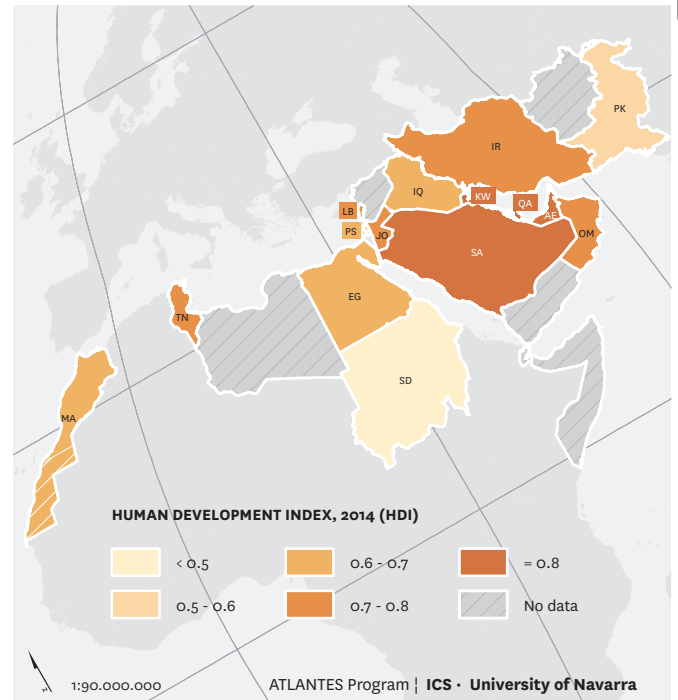 PK
IR
IQ
KW
QA
LB
AE
PS
JO
OM
SA
EG
TN
SD
MA
HUMAN DEVELOPMENT INDEX, 2014 (HDI)
< 0.5
0.6 - 0.7
= 0.8
0.5 - 0.6
0.7 - 0.8
No data
N
1:90.000.000
ATLANTES Program ¦ ICS · University of Navarra